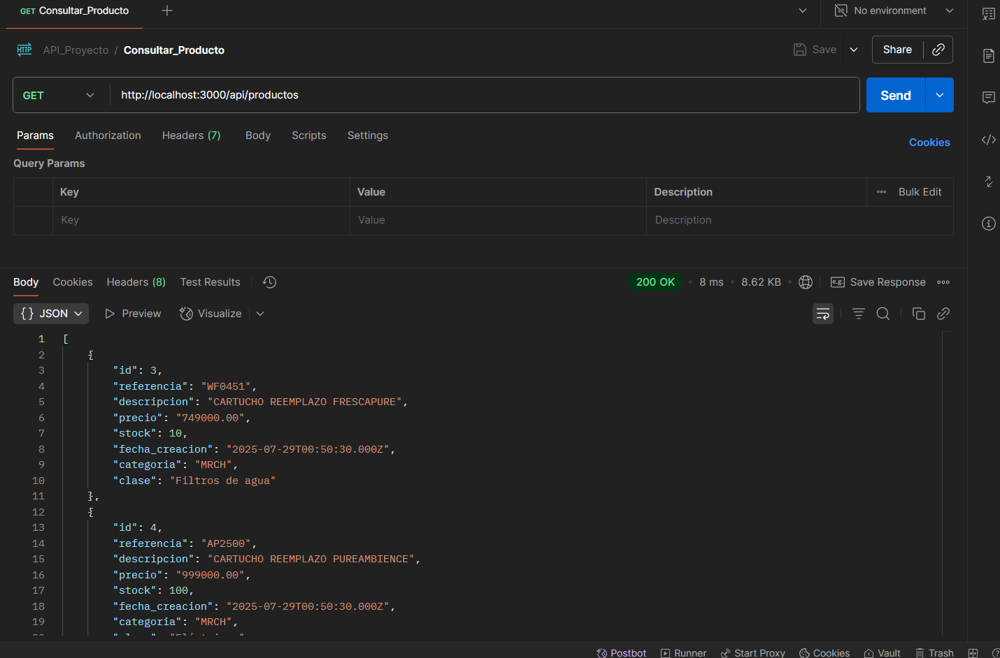 GET Consultar_Producto
No environment
HTTP API_Proyecto / Consultar_Producto
Save
Share
GET http://localhost:3000/api/productos
Send
Params Authorization Headers (7) Body Scripts Settings
Cookies
Query Params
Key Value Description Bulk Edit
Key Value Description
Body Cookies Headers (8) Test Results
200 OK 8 ms 8.62 KB e.g. Save Response
{} JSON Preview Visualize
1 [
2 {
3 "id": 3,
4 "referencia": "WF0451",
5 "descripcion": "CARTUCHO REEMPLAZO FRESCAPURE",
6 "precio": "749000.00",
7 "stock": 10,
8 "fecha_creacion": "2025-07-29T00:50:30.000Z",
9 "categoria": "MRCH",
10 "clase": "Filtros de agua"
11 },
12 {
13 "id": 4,
14 "referencia": "AP2500",
15 "descripcion": "CARTUCHO REEMPLAZO PUREAMBIENCE",
16 "precio": "999000.00",
17 "stock": 100,
18 "fecha_creacion": "2025-07-29T00:50:30.000Z",
19 "categoria": "MRCH",
Postbot Runner Start Proxy Cookies Vault Trash